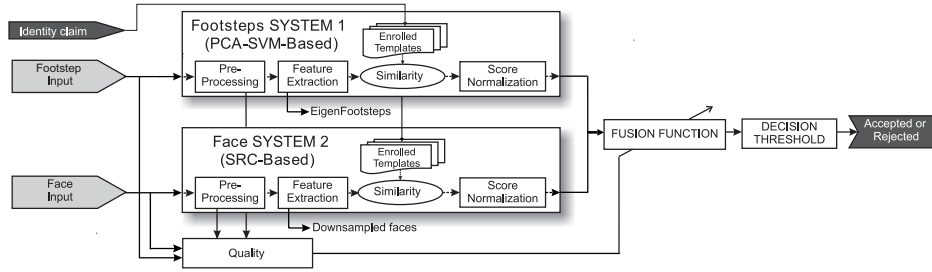 Identity claim
Footstep
Input
Footsteps SYSTEM 1
(PCA-SVM-Based)
Enrolled
Templates
Pre-
Processing
Feature
Extraction
Similarity
Score
Normalization
EigenFootsteps
Face SYSTEM 2
(SRC-Based)
Enrolled
Templates
Face
Input
Pre-
Processing
Feature
Extraction
Similarity
Score
Normalization
Downsampled faces
Quality
FUSION FUNCTION
DECISION
THRESHOLD
Accepted or
Rejected